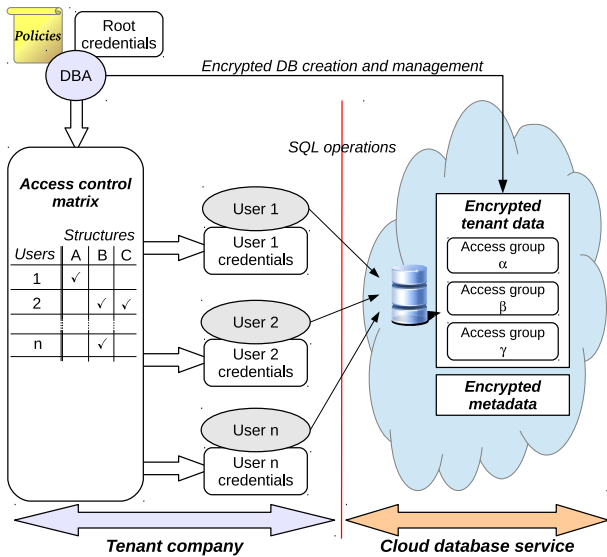 Policies
Root
credentials
DBA
Encrypted DB creation and management
SQL operations
Access control
matrix
Structures
Users A B C
1 ✓
2 ✓ ✓
n ✓
User 1
User 1
credentials
User 2
User 2
credentials
User n
User n
credentials
Encrypted
tenant data
Access group
α
Access group
β
Access group
γ
Encrypted
metadata
Tenant company
Cloud database service